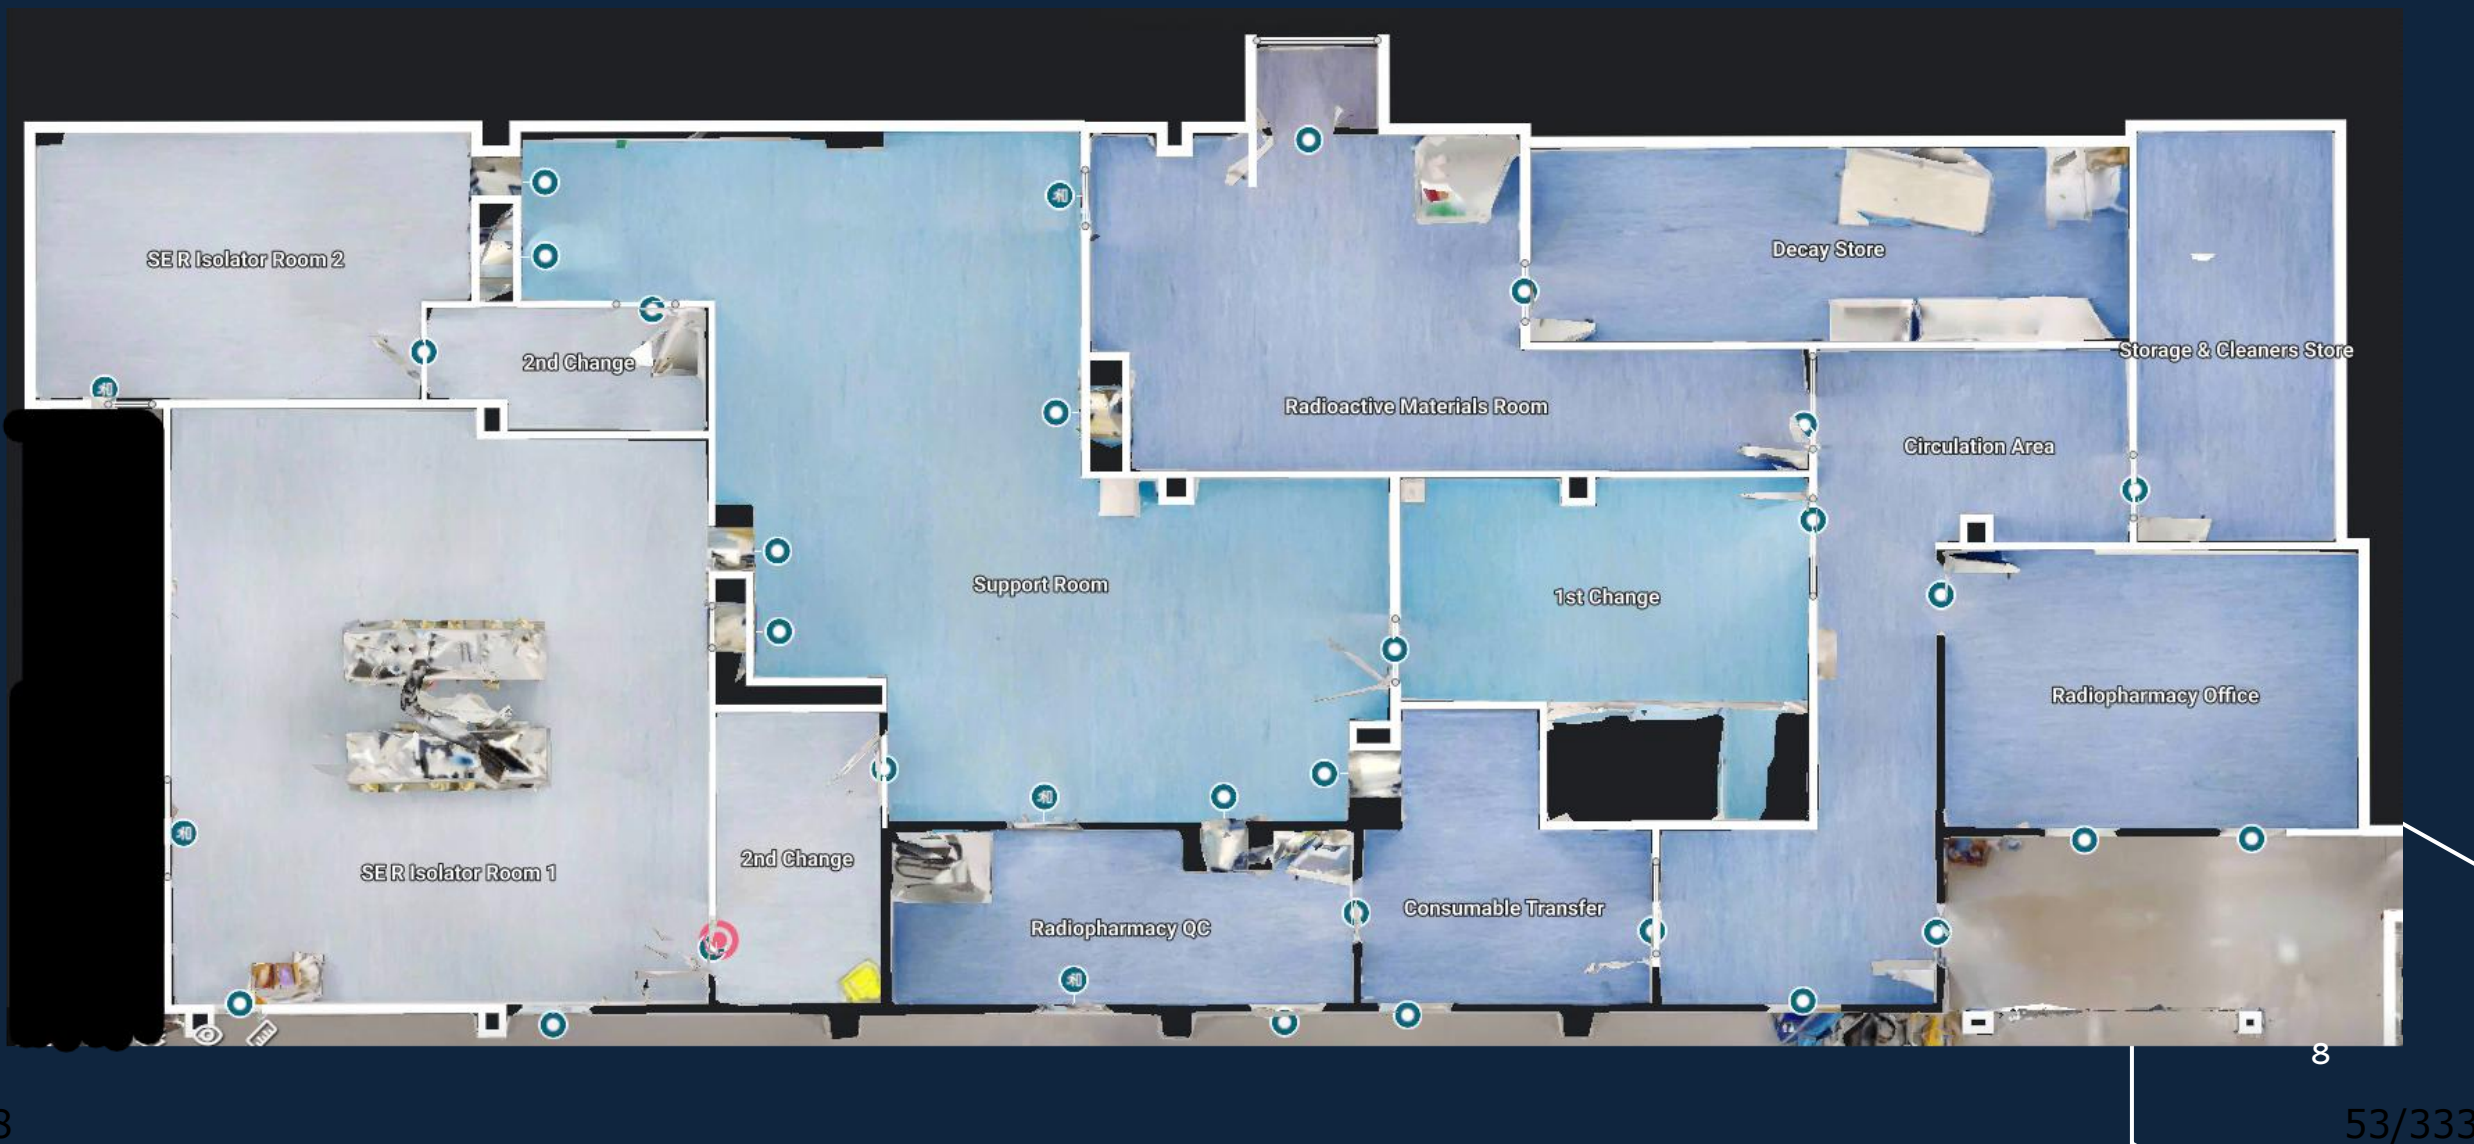 SE R Isolator Room 2
Decay Store
2nd Change
Storage & Cleaners Store
Radioactive Materials Room
Circulation Area
Support Room
1st Change
Radiopharmacy Office
2nd Change
SE R Isolator Room 1
Consumable Transfer
Radiopharmacy QC
8
53/333